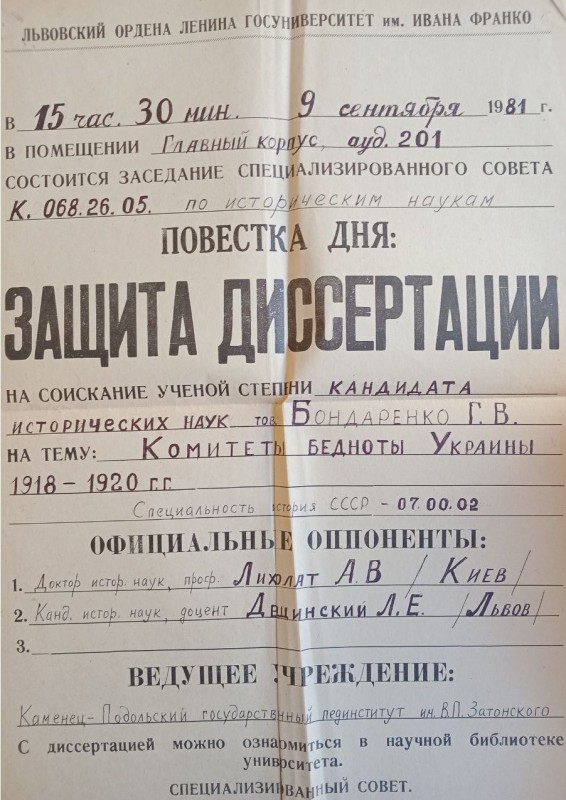 ЛЬВОВСКИЙ ОРДЕНА ЛЕНИНА ГОСУНИВЕРСИТЕТ им. ИВАНА ФРАНКО
В 15 час. 30 мин. 9 сентября 1981 г.
В ПОМЕЩЕНИИ Главный корпус, ауд. 201
СОСТОИТСЯ ЗАСЕДАНИЕ СПЕЦИАЛИЗИРОВАННОГО СОВЕТА
К. 068.26.05. по историческим наукам
ПОВЕСТКА ДНЯ:
ЗАЩИТА ДИССЕРТАЦИИ
НА СОИСКАНИЕ УЧЕНОЙ СТЕПЕНИ КАНДИДАТА
ИСТОРИЧЕСКИХ НАУК тов. БОНДАРЕНКО Г. В.
НА ТЕМУ: КОМИТЕТЫ БЕДНОТЫ УКРАИНЫ
1918 – 1920 г.г.
Специальность история СССР – 07.00.02
ОФИЦИАЛЬНЫЕ ОППОНЕНТЫ:
1. Доктор истор. наук, проф. Лихолат А.В /Киев/
2. Канд. истор. наук, доцент Л.Е. /Львов/
3.
ВЕДУЩЕЕ УЧРЕЖДЕНИЕ:
Каменец-Подольский государственный пединститут им. В.П. Затонского
С диссертацией можно ознакомиться в научной библиотеке
университета.
СПЕЦИАЛИЗИРОВАННЫЙ СОВЕТ.